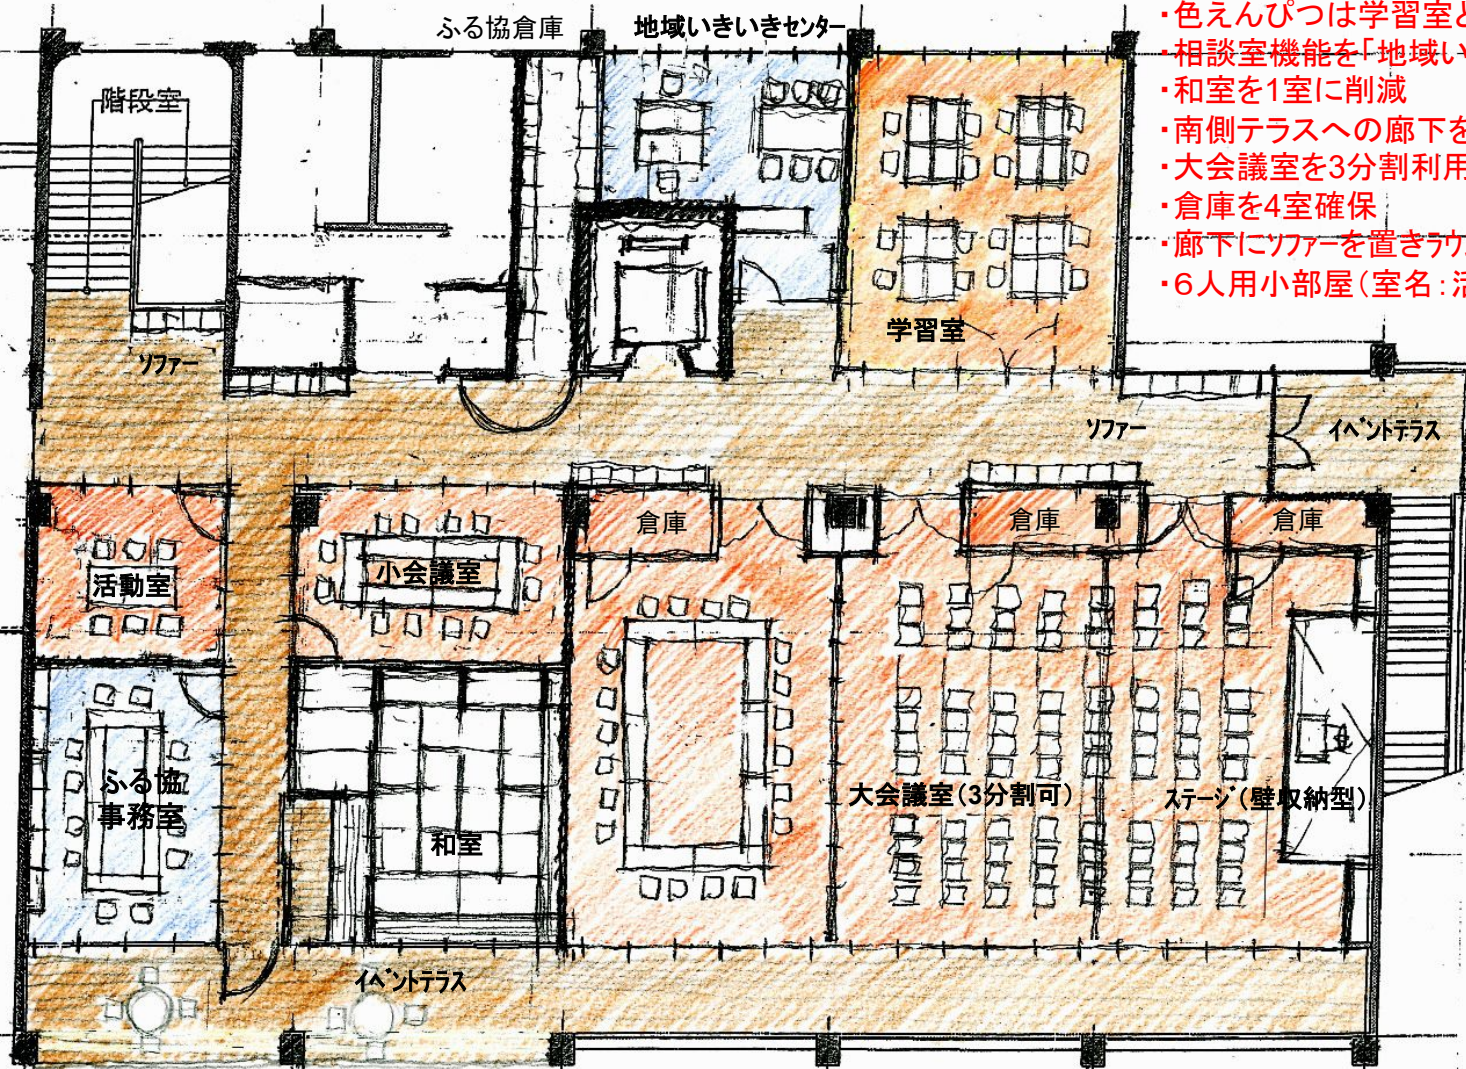 ふる協倉庫
地域いきいきセンター
・色えんぴつは学習室と
・相談室機能を「地域い
・和室を1室に削減
・南側テラスへの廊下を
・大会議室を3分割利用
・倉庫を4室確保
・廊下にソファーを置きラウ
・6人用小部屋(室名:活
階段室
学習室
ソファー
ソファー
イベントテラス
倉庫
倉庫
倉庫
活動室
小会議室
ふる協
事務室
和室
大会議室(3分割可)
ステージ(壁収納型)
イベントテラス